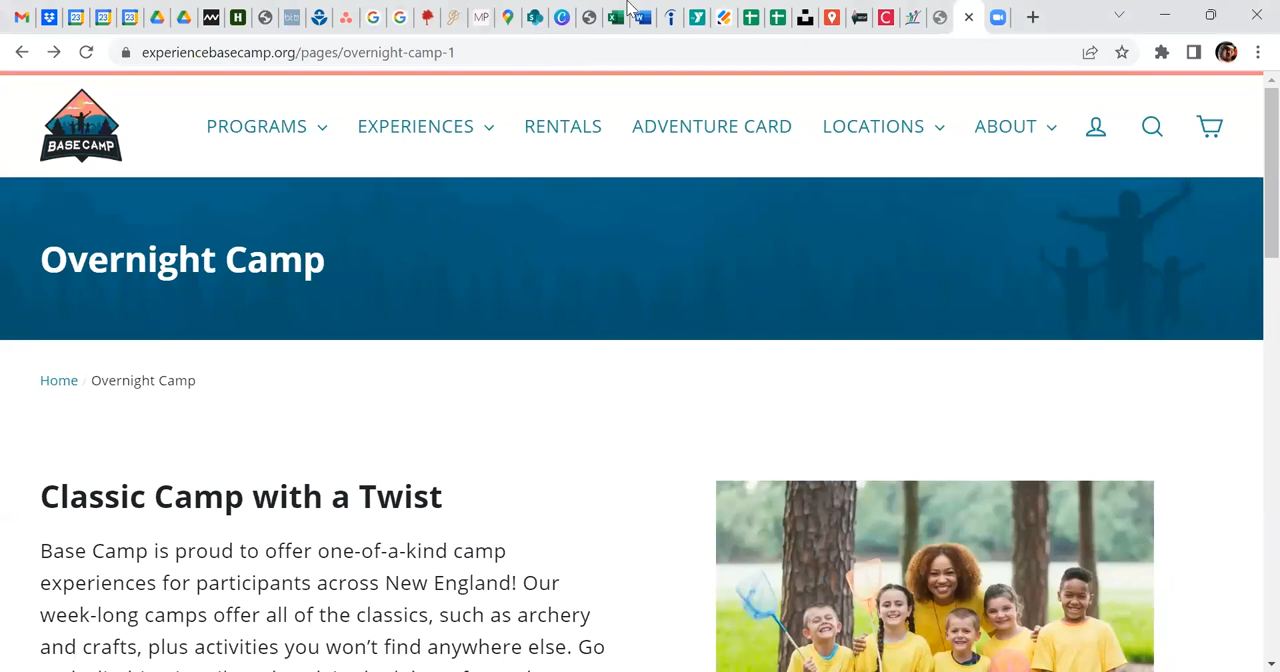 experiencebasecamp.org/pages/overnight-camp-1
BASE CAMP
PROGRAMS EXPERIENCES RENTALS ADVENTURE CARD LOCATIONS ABOUT
Overnight Camp
Home / Overnight Camp
Classic Camp with a Twist
Base Camp is proud to offer one-of-a-kind camp
experiences for participants across New England! Our
week-long camps offer all of the classics, such as archery
and crafts, plus activities you won't find anywhere else. Go